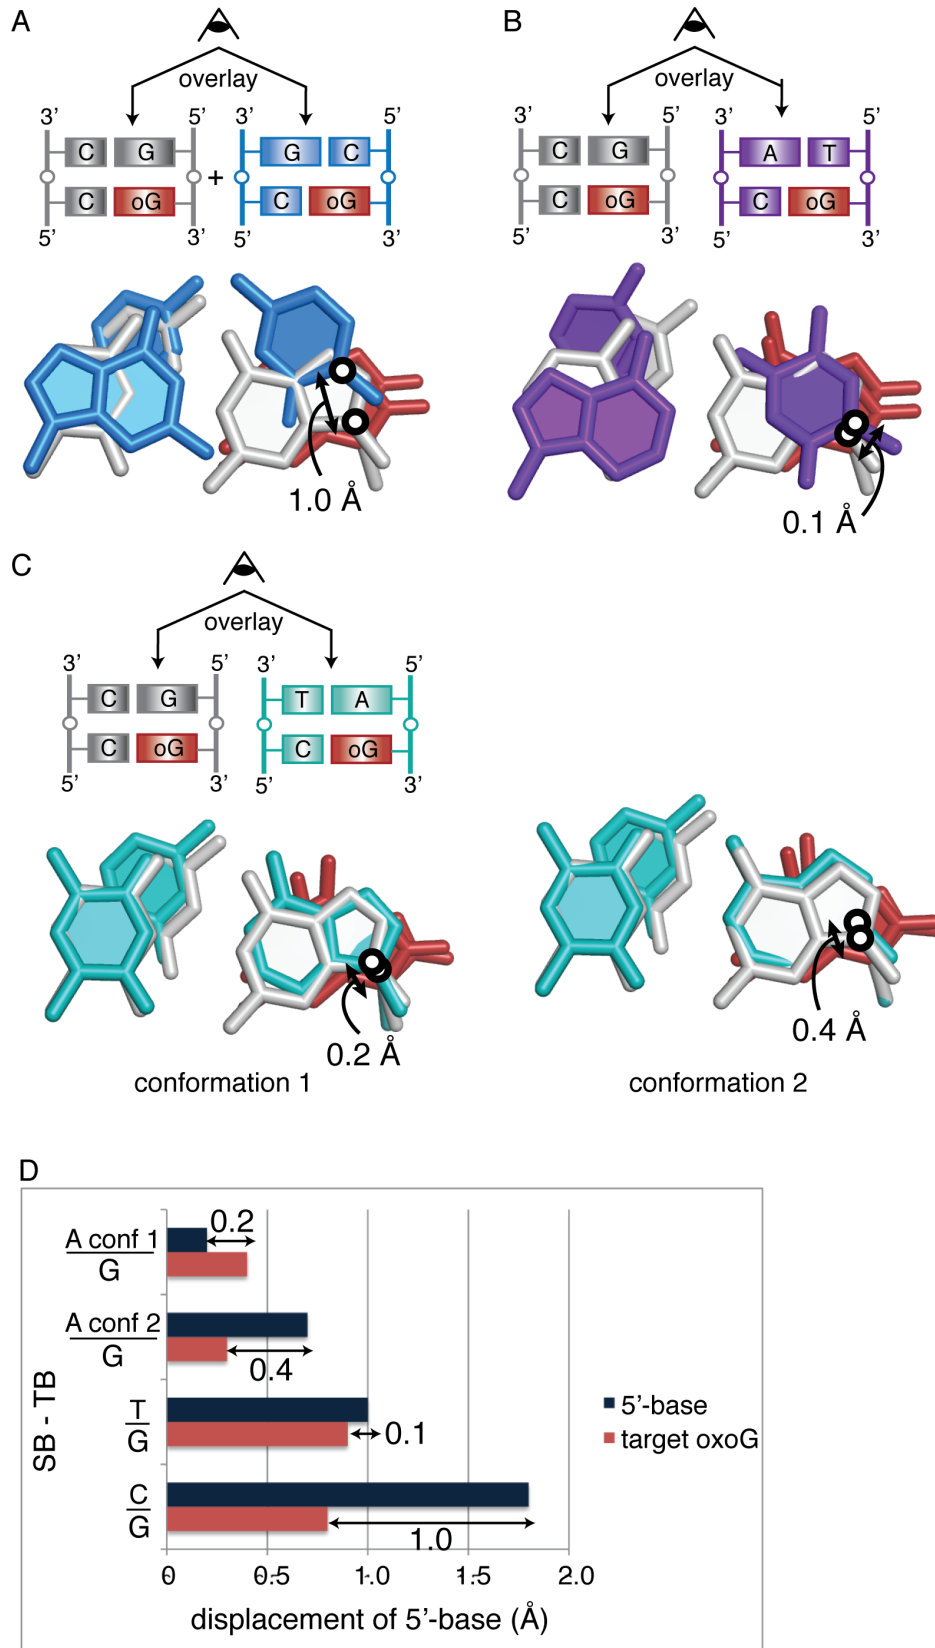 A
B
overlay
overlay
3' 5' 3' 5'
3' 5' 3' 5'
C G G C
C G A T
+
C oG C oG
C oG C oG
5' 3' 5' 3'
5' 3' 5' 3'
1.0 Å
0.1 Å
C
overlay
3' 5' 3' 5'
C G T A
C oG C oG
5' 3' 5' 3'
0.2 Å
0.4 Å
conformation 1
conformation 2
D
SB - TB
A conf 1
G
0.2
A conf 2
G
0.4
T
G
0.1
C
G
1.0
5'-base
target oxoG
0 0.5 1.0 1.5 2.0
displacement of 5'-base (Å)